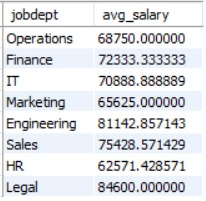 jobdept avg_salary
Operations 68750.000000
Finance 72333.333333
IT 70888.888889
Marketing 65625.000000
Engineering 81142.857143
Sales 75428.571429
HR 62571.428571
Legal 84600.000000